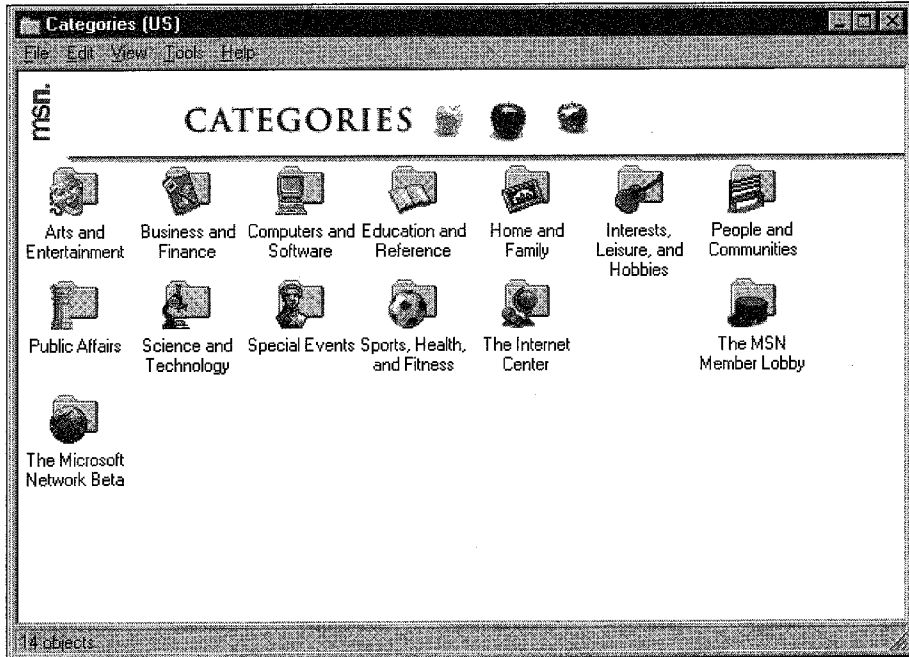 Categories (US)
File Edit View Tools Help
msn.
CATEGORIES
Arts and
Entertainment
Business and
Finance
Computers and
Software
Education and
Reference
Home and
Family
Interests,
Leisure, and
Hobbies
People and
Communities
Public Affairs
Science and
Technology
Special Events
Sports, Health,
and Fitness
The Internet
Center
The MSN
Member Lobby
The Microsoft
Network Beta
14 objects